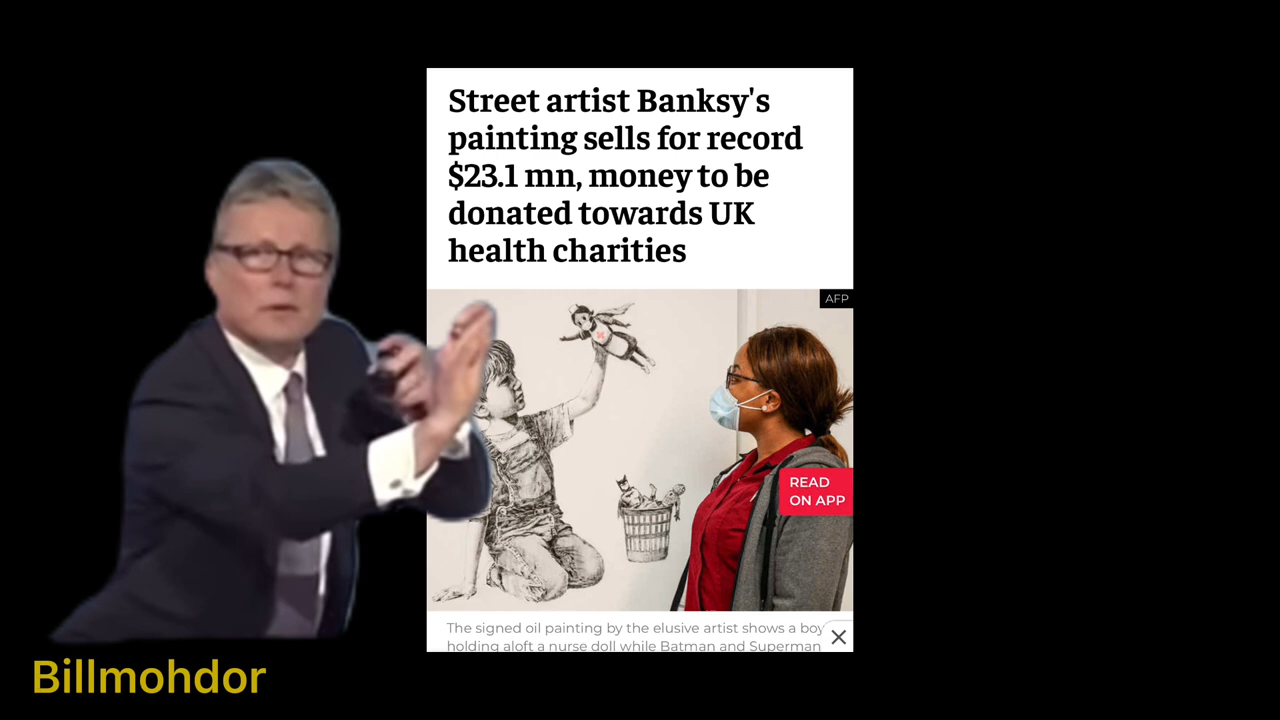 Street artist Banksy's
painting sells for record
$23.1 mn, money to be
donated towards UK
health charities
AFP
READ
ON APP
The signed oil painting by the elusive artist shows a boy
holding aloft a nurse doll while Batman and Superman
Billmohdor